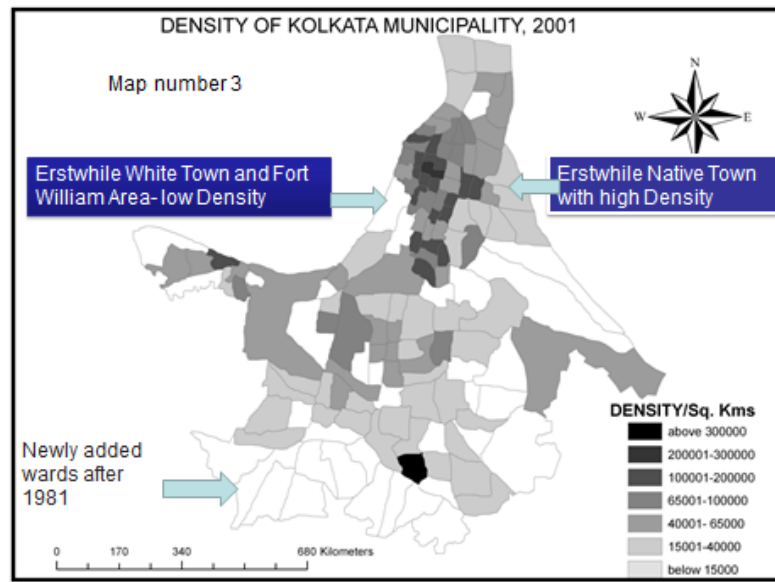 DENSITY OF KOLKATA MUNICIPALITY, 2001
Map number 3
N
W E
S
Erstwhile White Town and Fort
William Area- low Density
Erstwhile Native Town
with high Density
Newly added
wards after
1981
DENSITY/Sq. Kms
above 300000
200001-300000
100001-200000
65001-100000
40001- 65000
15001-40000
below 15000
0 170 340 680 Kilometers